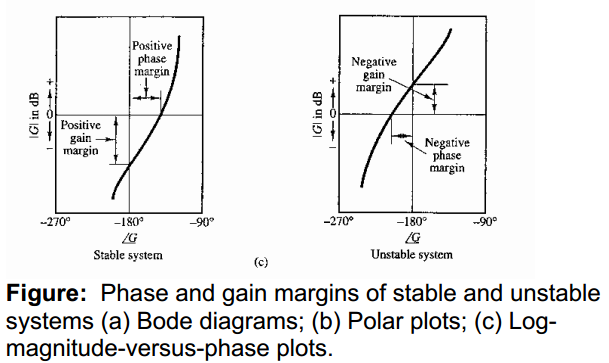 Positive
phase
margin
|G| in dB
+
0
−
Positive
gain
margin
−270° −180° −90°
/G
Stable system
Negative
gain
margin
|G| in dB
+
0
−
Negative
phase
margin
−270° −180° −90°
/G
Unstable system
(c)
Figure: Phase and gain margins of stable and unstable
systems (a) Bode diagrams; (b) Polar plots; (c) Log-
magnitude-versus-phase plots.